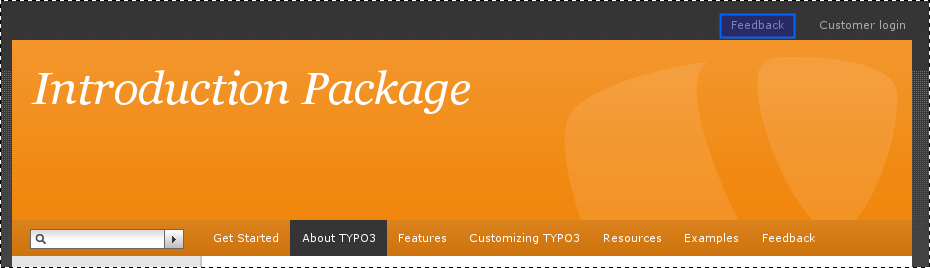 Feedback Customer login
Introduction Package
Get Started About TYPO3 Features Customizing TYPO3 Resources Examples Feedback